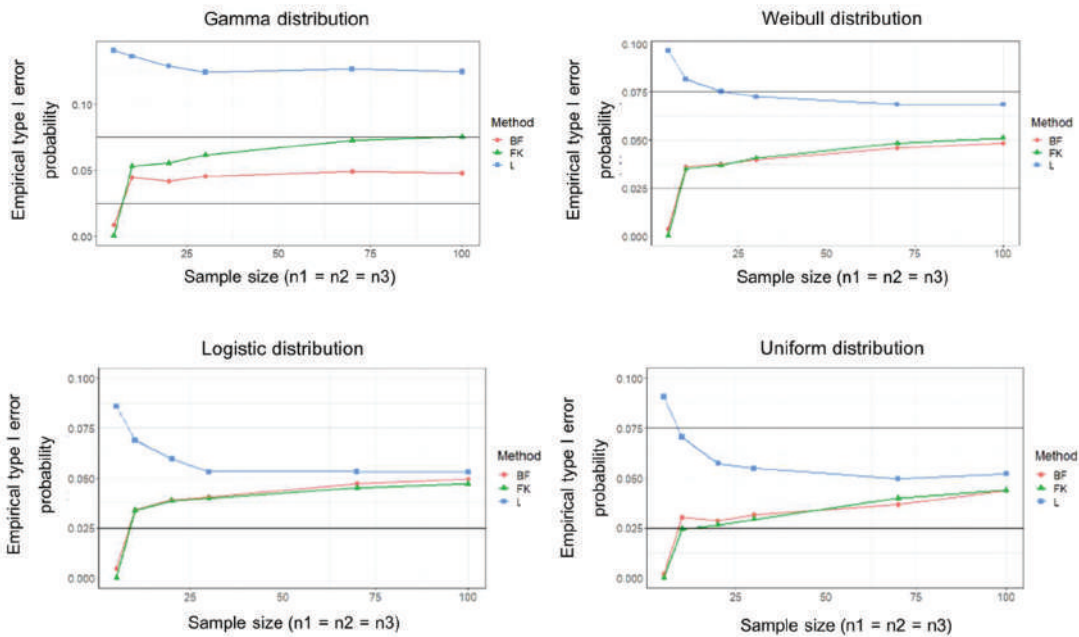 Gamma distribution
Empirical type I error
probability
0.10
0.05
0.00
25
50
75
100
Sample size (n1 = n2 = n3)
Method
BF
FK
L
Weibull distribution
Empirical type I error
probability
0.100
0.075
0.050
0.025
0.000
25
50
75
100
Sample size (n1 = n2 = n3)
Method
BF
FK
L
Logistic distribution
Empirical type I error
probability
0.100
0.075
0.050
0.025
0.000
25
50
75
100
Sample size (n1 = n2 = n3)
Method
BF
FK
L
Uniform distribution
Empirical type I error
probability
0.100
0.075
0.050
0.025
0.000
25
50
75
100
Sample size (n1 = n2 = n3)
Method
BF
FK
L